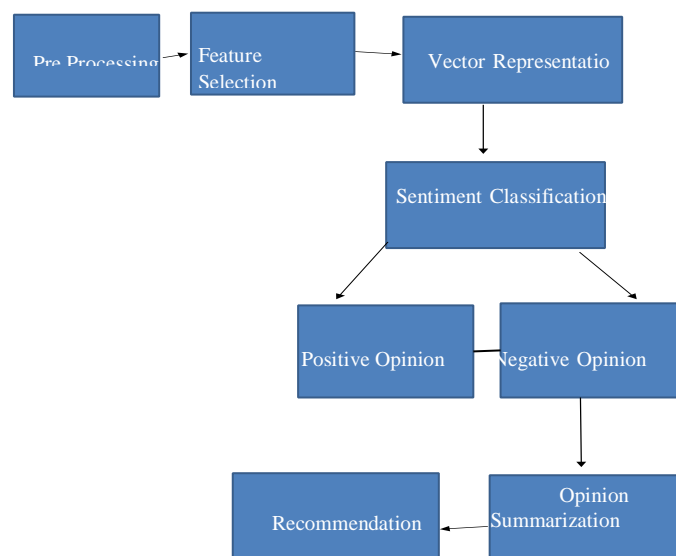 Pre Processing
Feature
Selection
Vector Representatio
Sentiment Classification
Positive Opinion
Negative Opinion
Opinion
Summarization
Recommendation